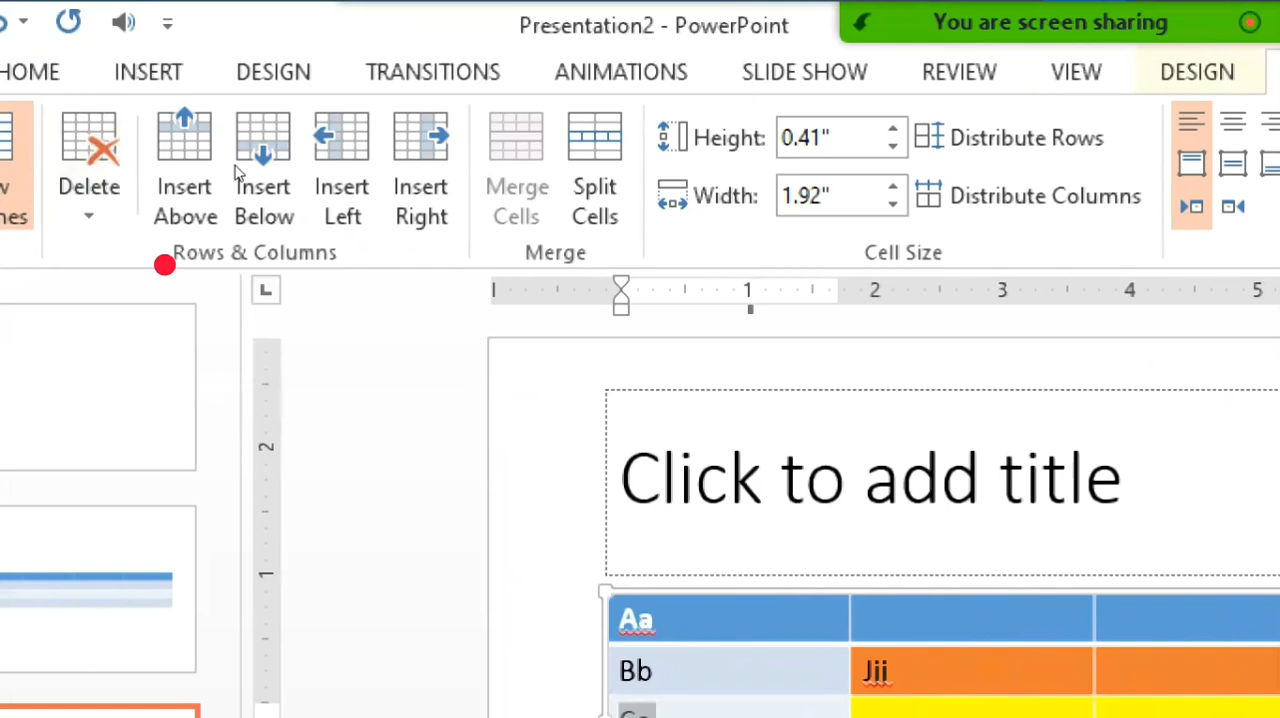 Presentation2 - PowerPoint
You are screen sharing
HOME INSERT DESIGN TRANSITIONS ANIMATIONS SLIDE SHOW REVIEW VIEW DESIGN
Delete
Insert Above
Insert Below
Insert Left
Insert Right
Merge Cells
Split Cells
Height: 0.41"
Distribute Rows
Width: 1.92"
Distribute Columns
Rows & Columns
Merge
Cell Size
1 2 3 4 5
2
1
Click to add title
Aa
Bb Jii